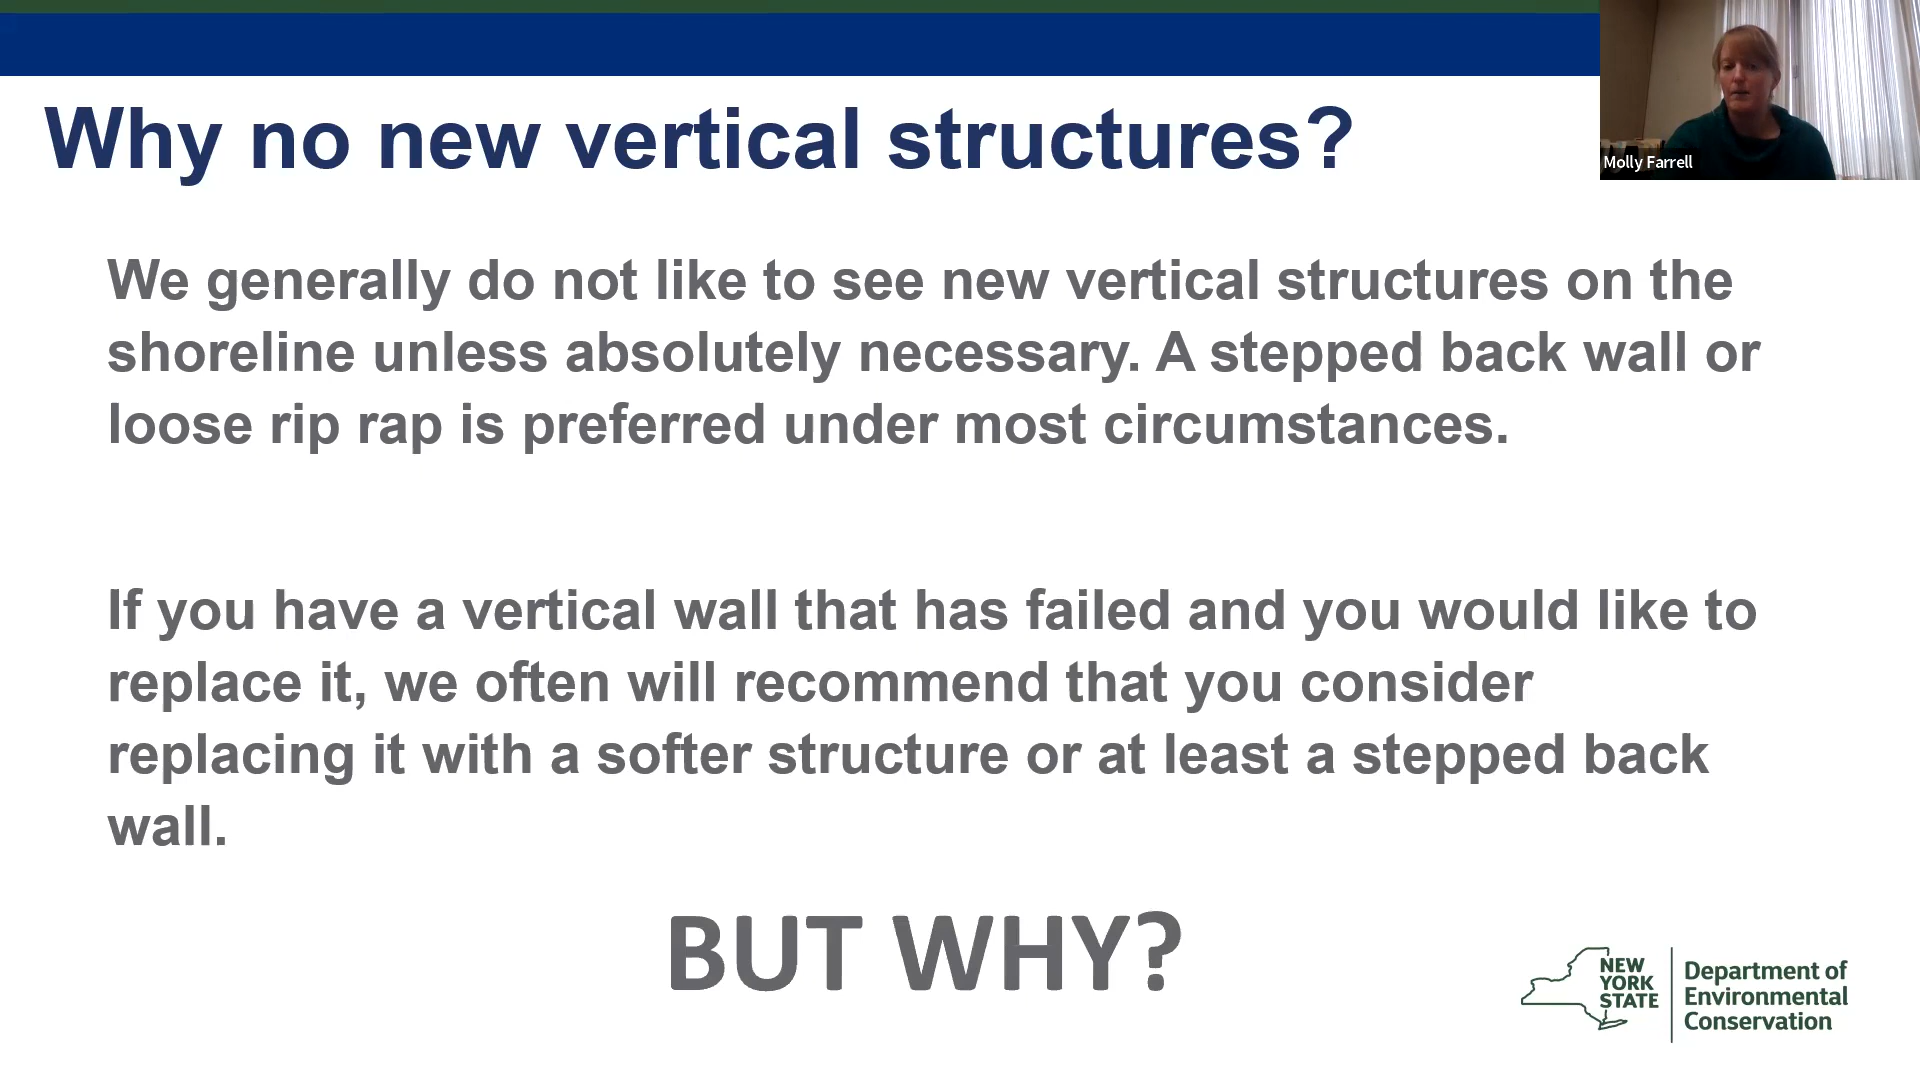 Why no new vertical structures?
Molly Farrell
We generally do not like to see new vertical structures on the
shoreline unless absolutely necessary. A stepped back wall or
loose rip rap is preferred under most circumstances.
If you have a vertical wall that has failed and you would like to
replace it, we often will recommend that you consider
replacing it with a softer structure or at least a stepped back
wall.
BUT WHY?
NEW
YORK
STATE
Department of
Environmental
Conservation